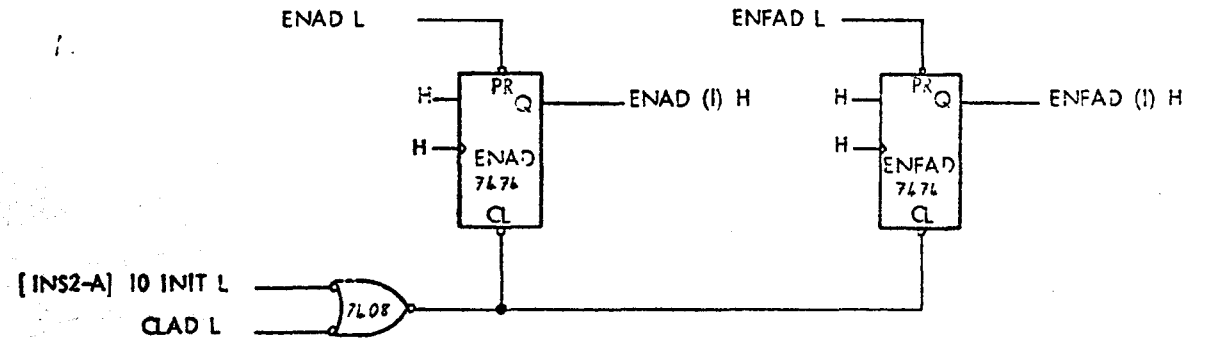 ENAD L
ENFAD L
1.
H
PR
Q
ENAD (1) H
H
ENAD
7474
CL
H
PR
Q
ENFAD (1) H
H
ENFAD
7474
CL
[INS2-A] IO INIT L
CLAD L
7408